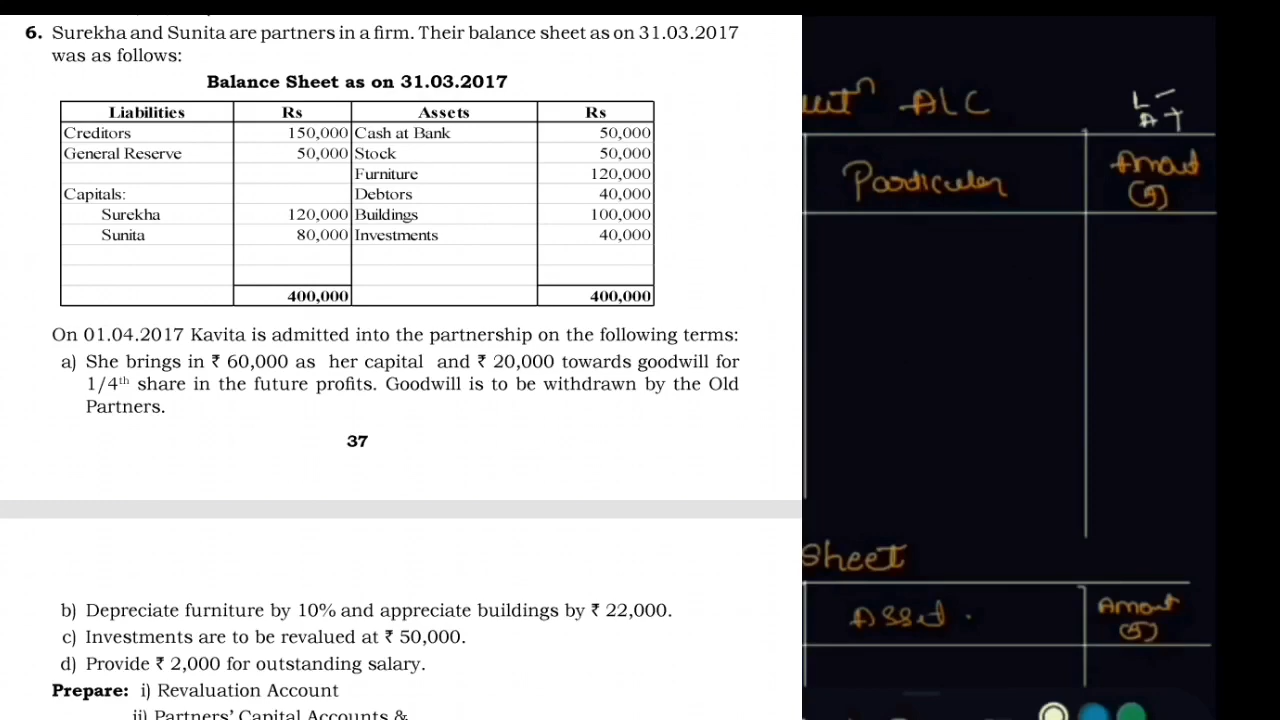 6. Surekha and Sunita are partners in a firm. Their balance sheet as on 31.03.2017
was as follows:
Balance Sheet as on 31.03.2017
Liabilities Rs Assets Rs
Creditors 150,000 Cash at Bank 50,000
General Reserve 50,000 Stock 50,000
Furniture 120,000
Capitals: Debtors 40,000
Surekha 120,000 Buildings 100,000
Sunita 80,000 Investments 40,000
400,000 400,000
On 01.04.2017 Kavita is admitted into the partnership on the following terms:
a) She brings in ₹ 60,000 as her capital and ₹ 20,000 towards goodwill for
1/4th share in the future profits. Goodwill is to be withdrawn by the Old
Partners.
37
b) Depreciate furniture by 10% and appreciate buildings by ₹ 22,000.
c) Investments are to be revalued at ₹ 50,000.
d) Provide ₹ 2,000 for outstanding salary.
Prepare: i) Revaluation Account
ii) Partners' Capital Accounts &
A/C
L -
A +
Particular
Sheet